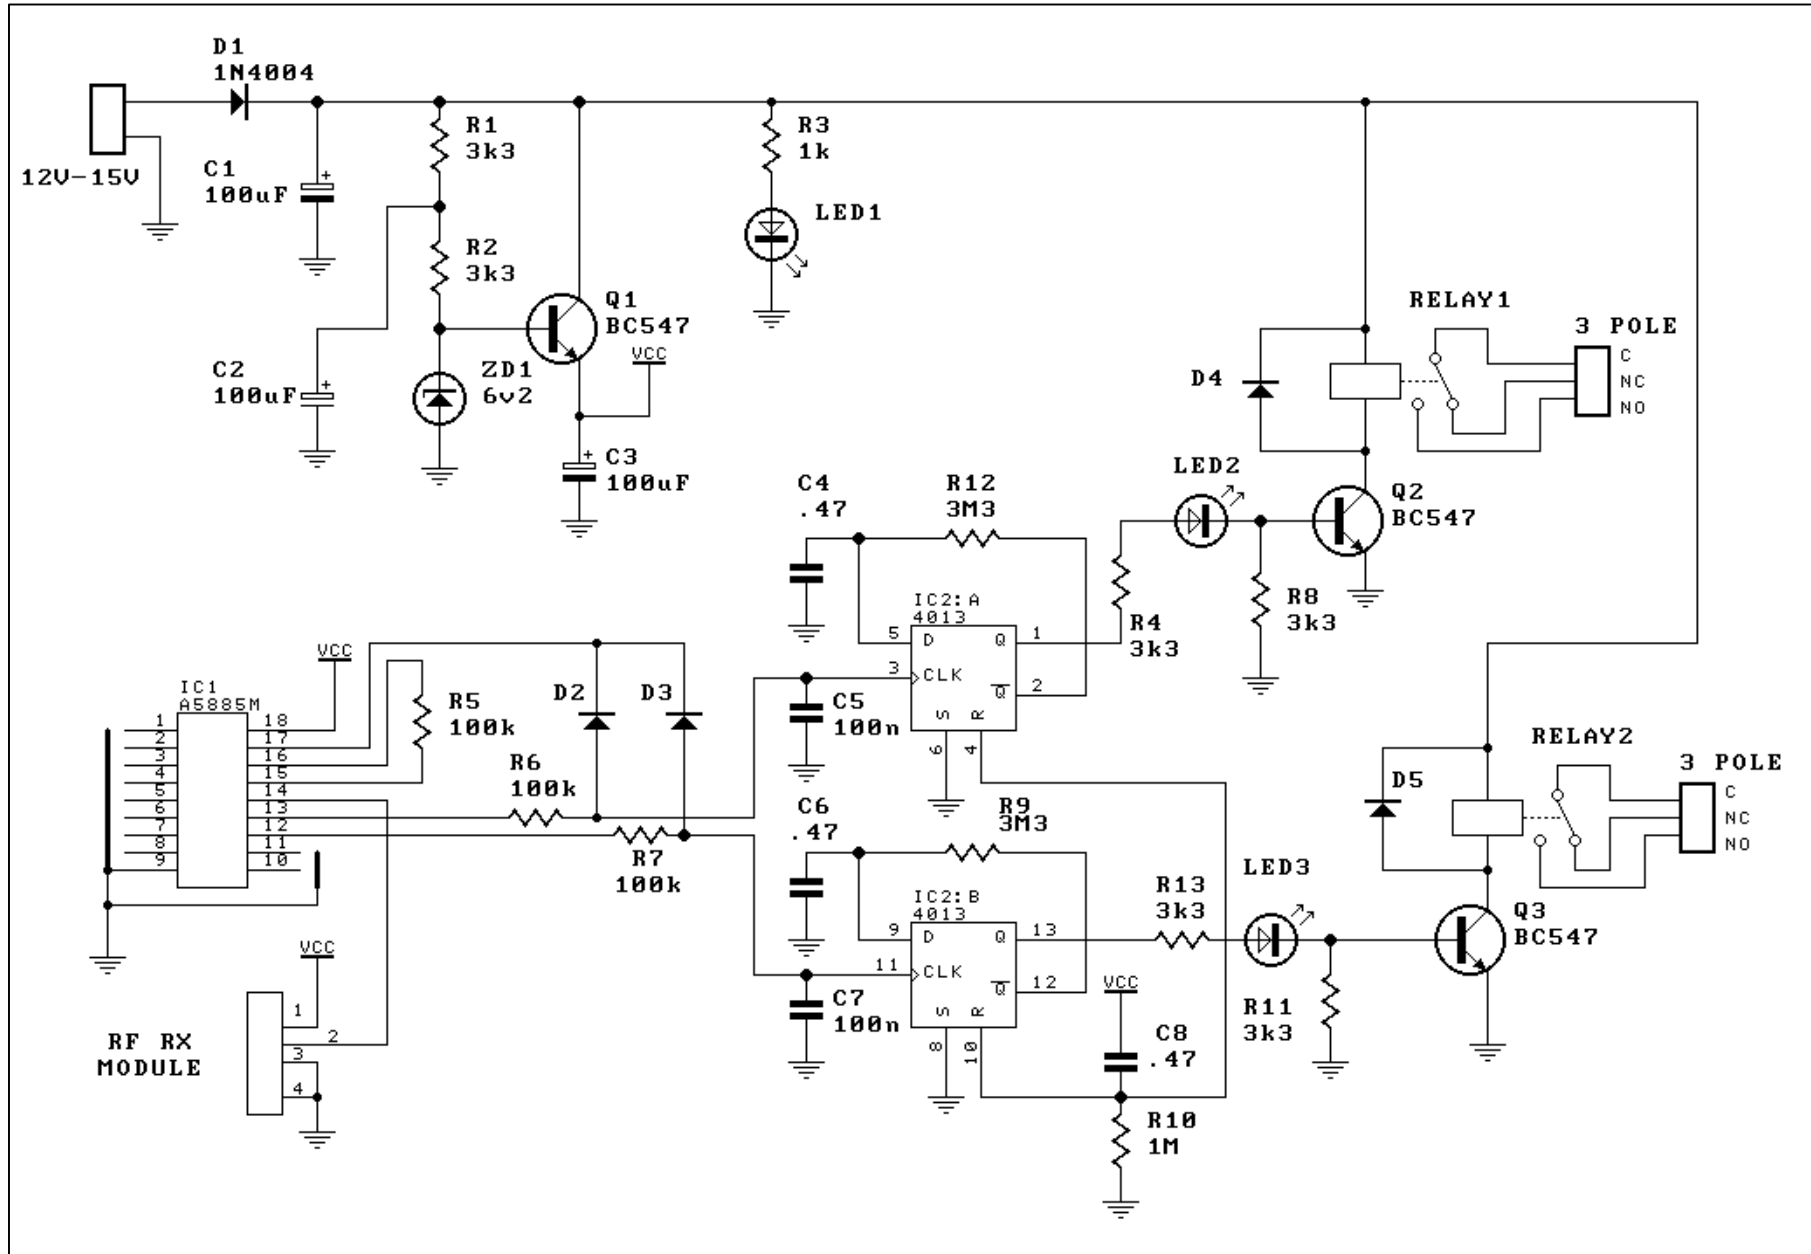 D1
1N4004
12V-15V
C1
100uF
R1
3k3
R2
3k3
C2
100uF
ZD1
6v2
Q1
BC547
VCC
C3
100uF
R3
1k
LED1
RELAY1
3 POLE
C
NC
NO
D4
LED2
Q2
BC547
R4
3k3
R8
3k3
C4
.47
R12
3M3
IC2:A
4013
5
D
Q
1
3
CLK
Q
2
S
R
6
4
C5
100n
VCC
IC1
A5885M
1
2
3
4
5
6
7
8
9
18
17
16
15
14
13
12
11
10
R5
100k
D2
D3
R6
100k
R7
100k
C6
.47
R9
3M3
IC2:B
4013
9
D
Q
13
11
CLK
Q
12
S
R
8
10
C7
100n
VCC
C8
.47
R10
1M
R13
3k3
LED3
R11
3k3
Q3
BC547
D5
RELAY2
3 POLE
C
NC
NO
VCC
1
2
3
4
RF RX
MODULE